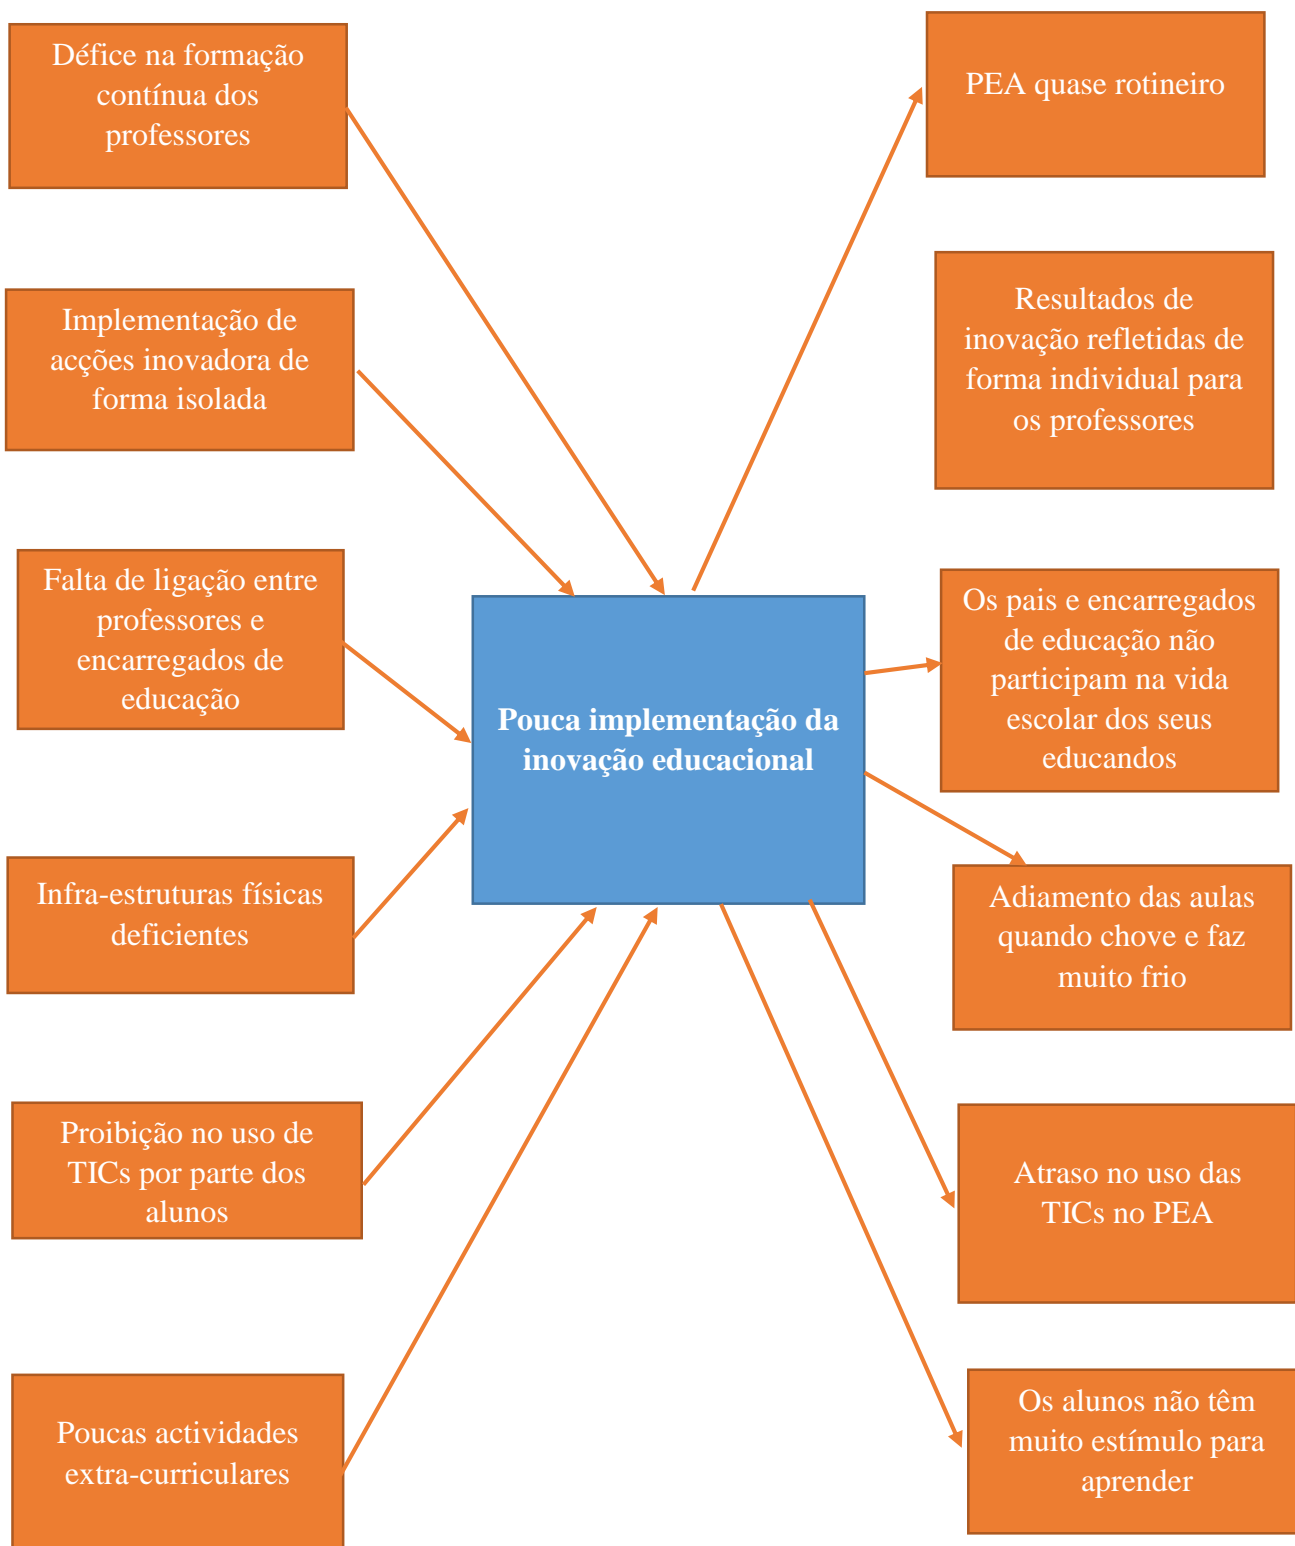 Défice na formação
contínua dos
professores
Implementação de
acções inovadora de
forma isolada
Falta de ligação entre
professores e
encarregados de
educação
Infra-estruturas físicas
deficientes
Proibição no uso de
TICs por parte dos
alunos
Poucas actividades
extra-curriculares
Pouca implementação da
inovação educacional
PEA quase rotineiro
Resultados de
inovação refletidas de
forma individual para
os professores
Os pais e encarregados
de educação não
participam na vida
escolar dos seus
educandos
Adiamento das aulas
quando chove e faz
muito frio
Atraso no uso das
TICs no PEA
Os alunos não têm
muito estímulo para
aprender